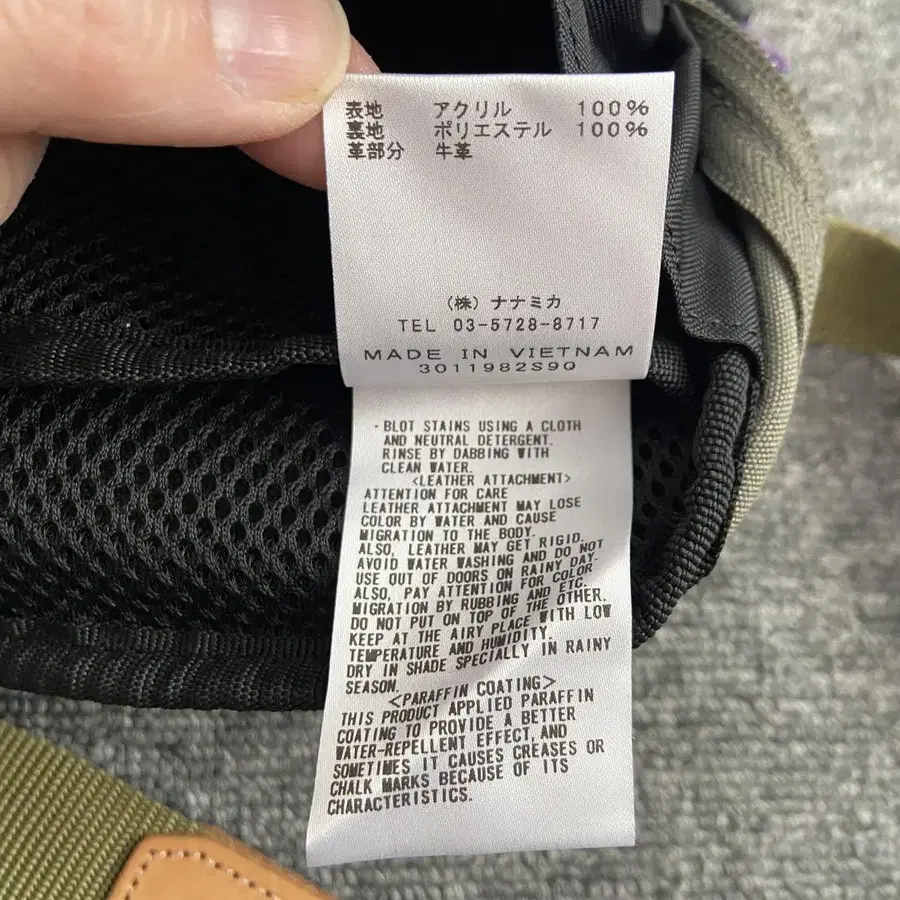 表地 アクリル 100%
裏地 ポリエステル 100%
革部分 牛革
(株) ナナミカ
TEL 03-5728-8717
MADE IN VIETNAM
3011982S90
・BLOT STAINS USING A CLOTH
AND NEUTRAL DETERGENT.
RINSE BY DABBING WITH
CLEAN WATER.
<LEATHER ATTACHMENT>
ATTENTION FOR CARE
LEATHER ATTACHMENT MAY LOSE
COLOR BY WATER AND CAUSE
MIGRATION TO THE BODY.
ALSO, LEATHER MAY GET RIGID.
AVOID WATER WASHING AND DO NOT
USE OUT OF DOORS ON RAINY DAY.
ALSO, PAY ATTENTION FOR COLOR
MIGRATION BY RUBBING AND ETC.
DO NOT PUT ON TOP OF THE OTHER.
KEEP AT THE AIRY PLACE WITH LOW
TEMPERATURE AND HUMIDITY.
DRY IN SHADE SPECIALLY IN RAINY
SEASON.
<PARAFFIN COATING>
THIS PRODUCT APPLIED PARAFFIN
COATING TO PROVIDE A BETTER
WATER-REPELLENT EFFECT, AND
SOMETIMES IT CAUSES CREASES OR
CHALK MARKS BECAUSE OF ITS
CHARACTERISTICS.